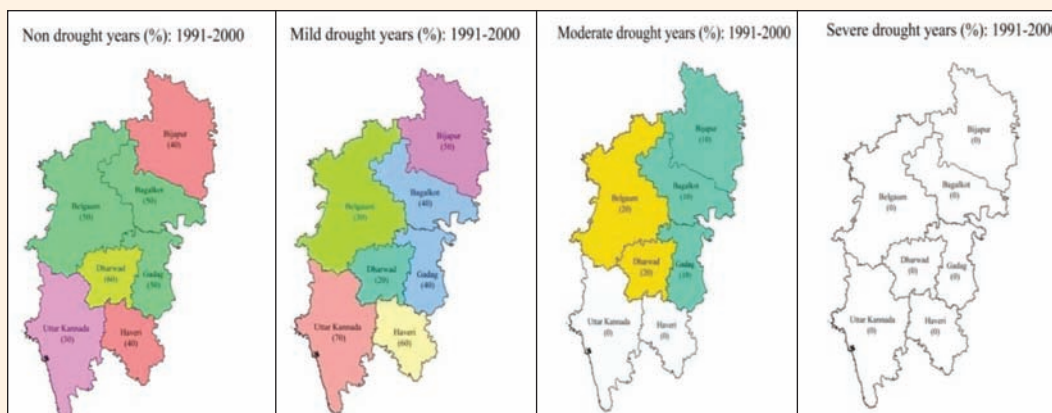 Non drought years (%): 1991-2000
Bijapur
(40)
Bagalkot
(50)
Belgaum
(50)
Dharwad
(60)
Gadag
(50)
Uttar Kannada
(30)
Haveri
(40)
Mild drought years (%): 1991-2000
Bijapur
(50)
Bagalkot
(40)
Belgaum
(30)
Dharwad
(20)
Gadag
(40)
Uttar Kannada
(70)
Haveri
(60)
Moderate drought years (%): 1991-2000
Bijapur
(10)
Bagalkot
(10)
Belgaum
(20)
Dharwad
(20)
Gadag
(10)
Uttar Kannada
(0)
Haveri
(0)
Severe drought years (%): 1991-2000
Bijapur
(0)
Bagalkot
(0)
Belgaum
(0)
Dharwad
(0)
Gadag
(0)
Uttar Kannada
(0)
Haveri
(0)